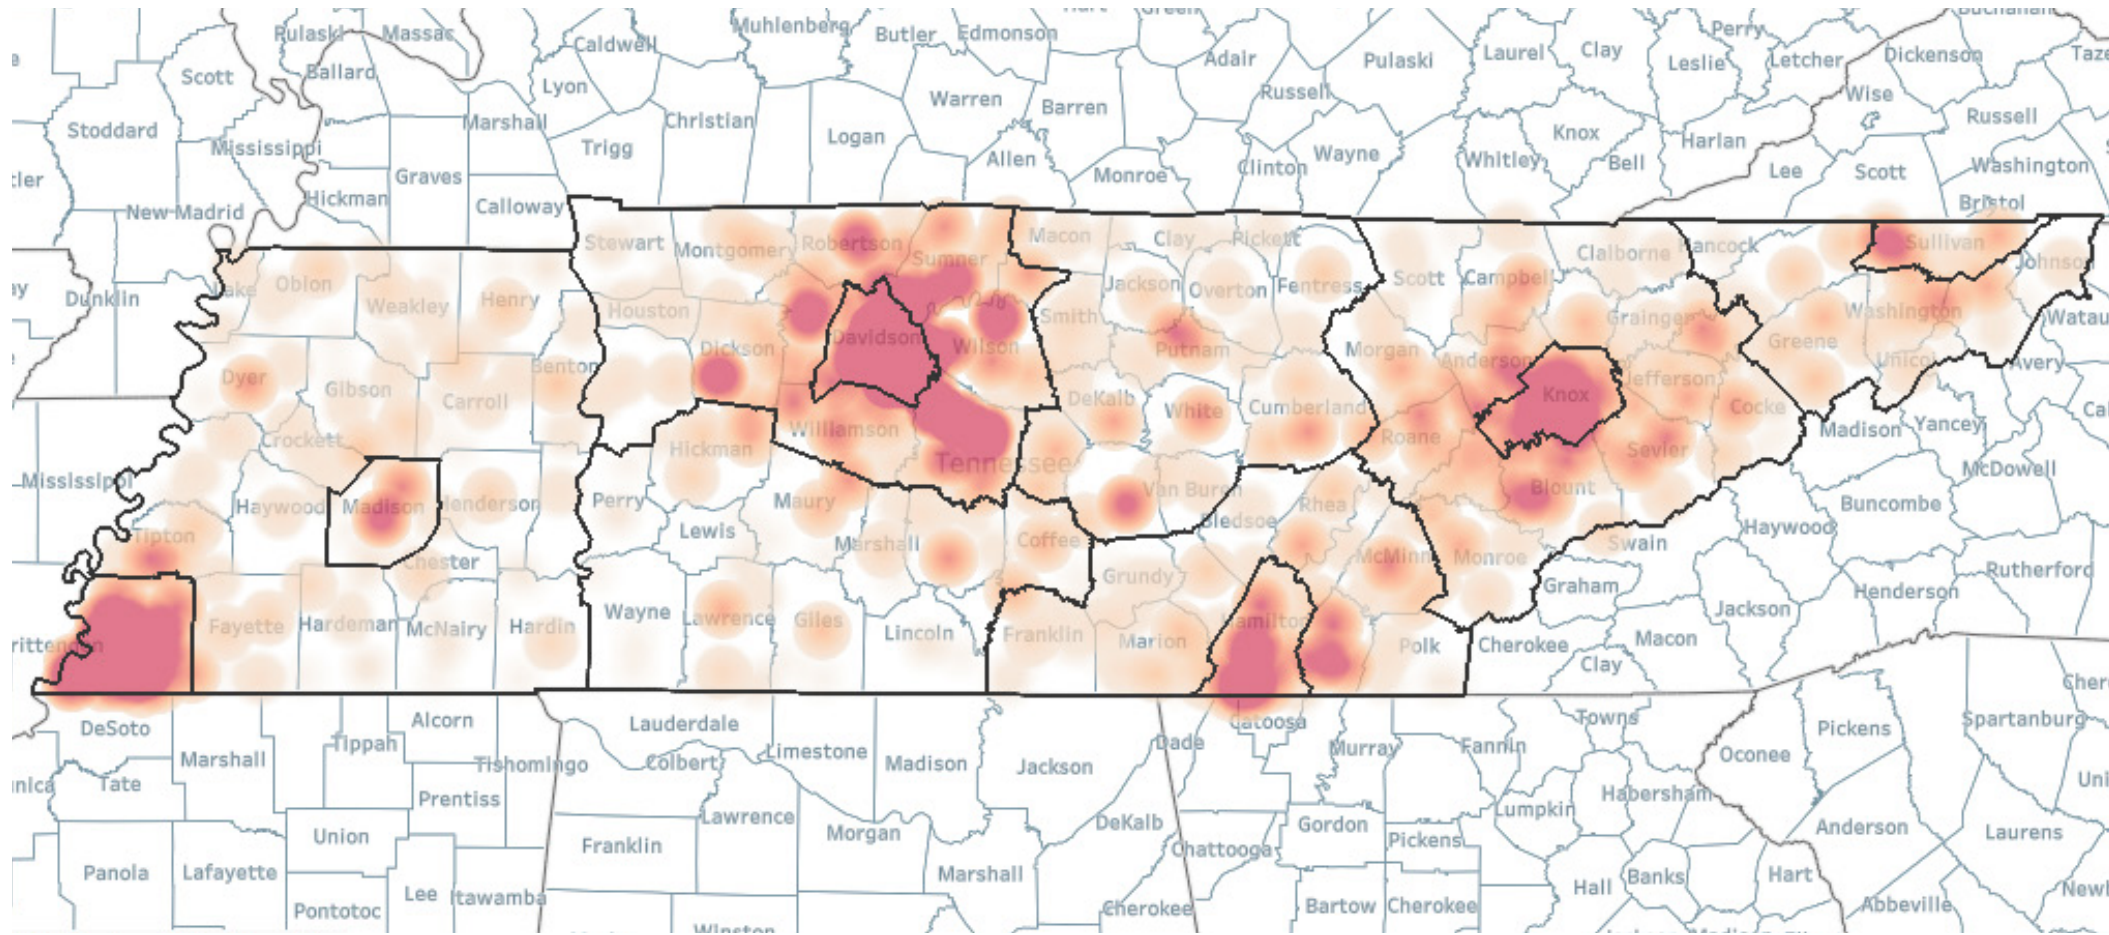 Pulaski
Massac
Muhlenberg
Butler
Edmonson
Green
Perry
Buchanan
Scott
Ballard
Caldwell
Lyon
Adair
Pulaski
Laurel
Clay
Leslie
Letcher
Dickenson
Taze
Stoddard
Mississippi
Marshall
Christian
Trigg
Logan
Warren
Barren
Allen
Russell
Wayne
Clinton
Monroe
Knox
Whitley
Bell
Harlan
Wise
Russell
Lee
Scott
Washington
Bristol
New Madrid
Hickman
Graves
Calloway
Stewart
Montgomery
Robertson
Sumner
Macon
Clay
Pickett
Scott
Campbell
Claiborne
Hancock
Sullivan
Johnson
Dunklin
Lake
Obion
Weakley
Henry
Houston
Davidson
Wilson
Smith
Jackson
Overton
Fentress
Putnam
Morgan
Anderson
Grainger
Washington
Greene
Unicoi
Watau
Avery
Dyer
Gibson
Carroll
Benton
Dickson
Williamson
DeKalb
White
Cumberland
Roane
Knox
Jefferson
Cocke
Sevier
Madison
Yancey
McDowell
Mississippi
Crockett
Haywood
Madison
Henderson
Hickman
Perry
Lewis
Maury
Tennessee
Van Buren
Bledsoe
Rhea
Blount
Haywood
Buncombe
Tipton
Chester
Wayne
Marshall
Coffee
Grundy
McMinn
Monroe
Swain
Graham
Henderson
Rutherford
rittenden
Fayette
Hardeman
McNairy
Hardin
Lawrence
Giles
Lincoln
Franklin
Marion
Hamilton
Polk
Cherokee
Jackson
Macon
Clay
DeSoto
Marshall
Tippah
Alcorn
Tishomingo
Lauderdale
Colbert
Limestone
Madison
Jackson
Dade
Catoosa
Murray
Fannin
Towns
Oconee
Pickens
Spartanburg
Cher
Tate
Prentiss
Union
Lawrence
Franklin
Morgan
DeKalb
Chattooga
Gordon
Pickens
Lumpkin
Habersham
Anderson
Laurens
Uni
Panola
Lafayette
Pontotoc
Lee
Itawamba
Winston
Marshall
Cherokee
Bartow
Cherokee
Hall
Banks
Hart
Abbeville
Newb